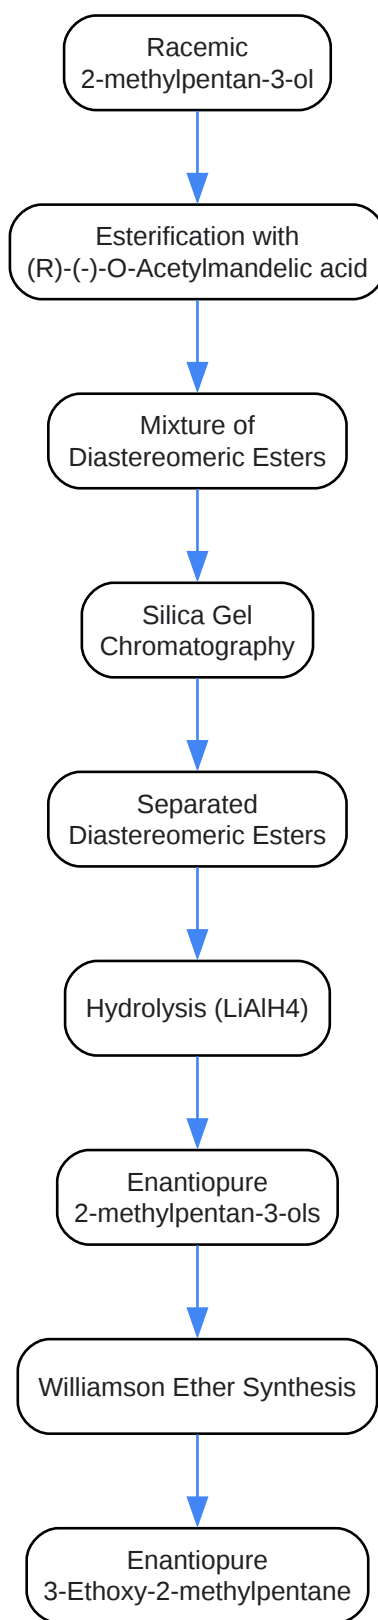 Racemic
2-methylpentan-3-ol
Esterification with
(R)-(-)-O-Acetylmandelic acid
Mixture of
Diastereomeric Esters
Silica Gel
Chromatography
Separated
Diastereomeric Esters
Hydrolysis (LiAlH4)
Enantiopure
2-methylpentan-3-ols
Williamson Ether Synthesis
Enantiopure
3-Ethoxy-2-methylpentane